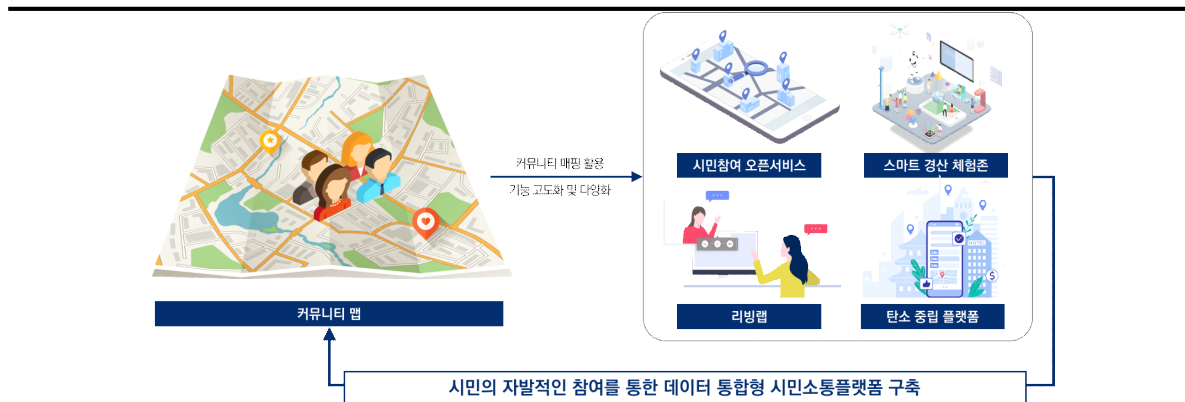 커뮤니티 매핑 활용
기능 고도화 및 다양화
시민참여 오픈서비스
스마트 경산 체험존
리빙랩
탄소 중립 플랫폼
커뮤니티 맵
시민의 자발적인 참여를 통한 데이터 통합형 시민소통플랫폼 구축